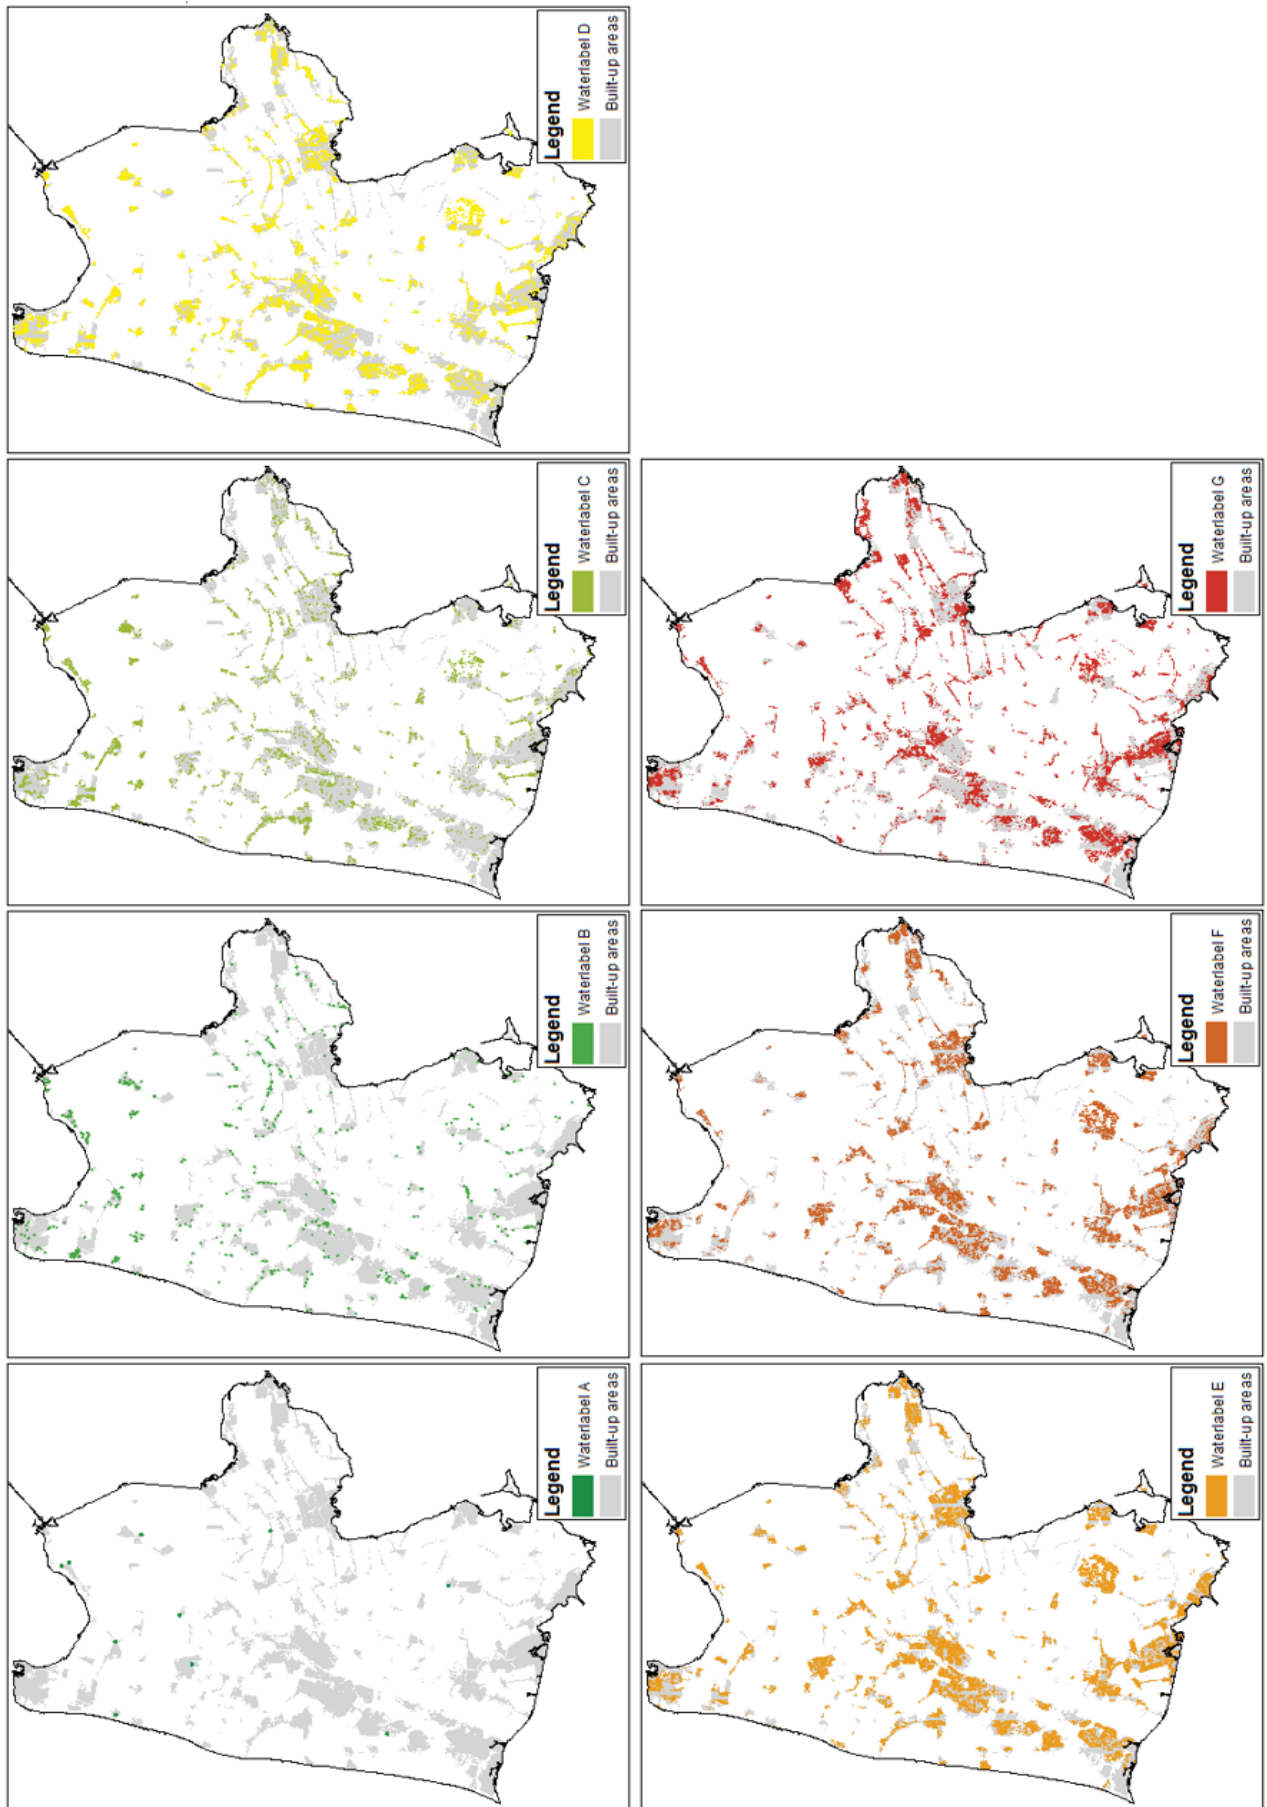 Legend
Waterlabel A
Built-up areas
Legend
Waterlabel B
Built-up areas
Legend
Waterlabel C
Built-up areas
Legend
Waterlabel D
Built-up areas
Legend
Waterlabel E
Built-up areas
Legend
Waterlabel F
Built-up areas
Legend
Waterlabel G
Built-up areas